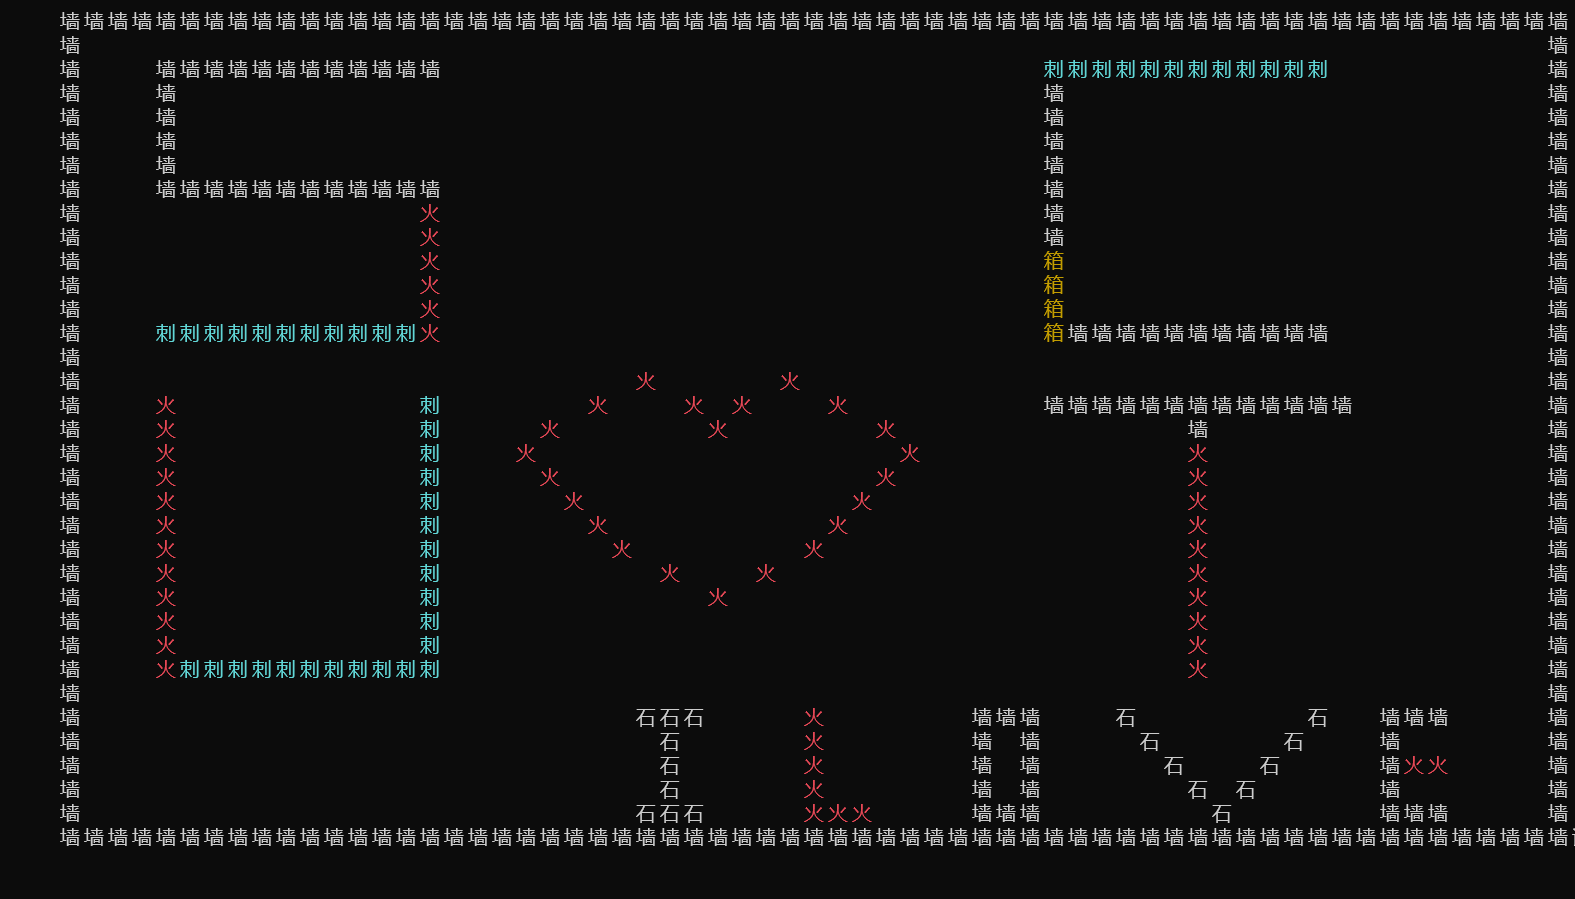 墙墙墙墙墙墙墙墙墙墙墙墙墙墙墙墙墙墙墙墙墙墙墙墙墙墙墙墙墙墙墙墙墙墙墙墙墙墙墙墙墙墙墙墙墙墙墙墙墙墙墙墙墙墙墙墙墙墙墙墙墙墙墙
墙 墙
墙 墙墙墙墙墙墙墙墙墙墙墙墙 刺刺刺刺刺刺刺刺刺刺刺刺 墙
墙 墙 墙 墙
墙 墙 墙 墙
墙 墙 墙 墙
墙 墙 墙 墙
墙 墙墙墙墙墙墙墙墙墙墙墙墙 墙 墙
墙 火 墙 墙
墙 火 墙 墙
墙 火 箱 墙
墙 火 箱 墙
墙 火 箱 墙
墙 刺刺刺刺刺刺刺刺刺刺刺火 箱墙墙墙墙墙墙墙墙墙墙墙 墙
墙 墙
墙 火 火 墙
墙 火 刺 火 火 火 火 墙墙墙墙墙墙墙墙墙墙墙墙墙 墙
墙 火 刺 火 火 火 墙 墙
墙 火 刺 火 火 火 墙
墙 火 刺 火 火 火 墙
墙 火 刺 火 火 火 墙
墙 火 刺 火 火 火 墙
墙 火 刺 火 火 火 墙
墙 火 刺 火 火 火 墙
墙 火 刺 火 火 墙
墙 火 刺 火 墙
墙 火 刺 火 墙
墙 火刺刺刺刺刺刺刺刺刺刺刺 火 墙
墙 墙
墙 石石石 火 墙墙墙 石 石 墙墙墙 墙
墙 石 火 墙 墙 石 石 墙 墙
墙 石 火 墙 墙 石 石 墙火火 墙
墙 石 火 墙 墙 石 石 墙 墙
墙 石石石 火火火 墙墙墙 石 墙墙墙 墙
墙墙墙墙墙墙墙墙墙墙墙墙墙墙墙墙墙墙墙墙墙墙墙墙墙墙墙墙墙墙墙墙墙墙墙墙墙墙墙墙墙墙墙墙墙墙墙墙墙墙墙墙墙墙墙墙墙墙墙墙墙墙墙